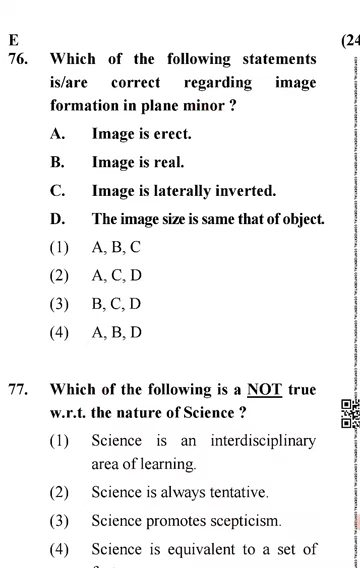 E (24
76. Which of the following statements
is/are correct regarding image
formation in plane minor ?
A. Image is erect.
B. Image is real.
C. Image is laterally inverted.
D. The image size is same that of object.
(1) A, B, C
(2) A, C, D
(3) B, C, D
(4) A, B, D
77. Which of the following is a NOT true
w.r.t. the nature of Science ?
(1) Science is an interdisciplinary
area of learning.
(2) Science is always tentative.
(3) Science promotes scepticism.
(4) Science is equivalent to a set of